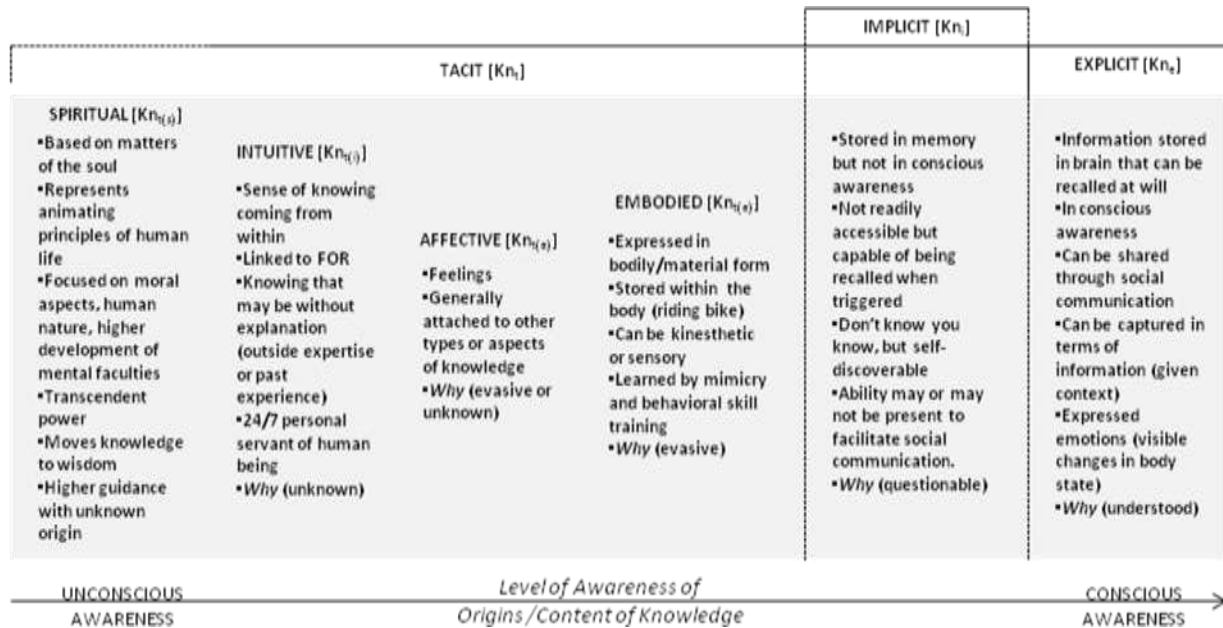 IMPLICIT [Kni]
TACIT [Knt]
EXPLICIT [Kne]
SPIRITUAL [Knt(s)]
▪Based on matters
of the soul
▪Represents
animating
principles of human
life
▪Focused on moral
aspects, human
nature, higher
development of
mental faculties
▪Transcendent
power
▪Moves knowledge
to wisdom
▪Higher guidance
with unknown
origin
INTUITIVE [Knt(i)]
▪Sense of knowing
coming from
within
▪Linked to FOR
▪Knowing that
may be without
explanation
(outside expertise
or past
experience)
▪24/7 personal
servant of human
being
▪Why (unknown)
AFFECTIVE [Knt(a)]
▪Feelings
▪Generally
attached to other
types or aspects
of knowledge
▪Why (evasive or
unknown)
EMBODIED [Knt(e)]
▪Expressed in
bodily/material form
▪Stored within the
body (riding bike)
▪Can be kinesthetic
or sensory
▪Learned by mimicry
and behavioral skill
training
▪Why (evasive)
▪Stored in memory
but not in conscious
awareness
▪Not readily
accessible but
capable of being
recalled when
triggered
▪Don't know you
know, but self-
discoverable
▪Ability may or may
not be present to
facilitate social
communication.
▪Why (questionable)
▪Information stored
in brain that can be
recalled at will
▪In conscious
awareness
▪Can be shared
through social
communication
▪Can be captured in
terms of
information (given
context)
▪Expressed
emotions (visible
changes in body
state)
▪Why (understood)
UNCONSCIOUS
AWARENESS
Level of Awareness of
Origins/Content of Knowledge
CONSCIOUS
AWARENESS